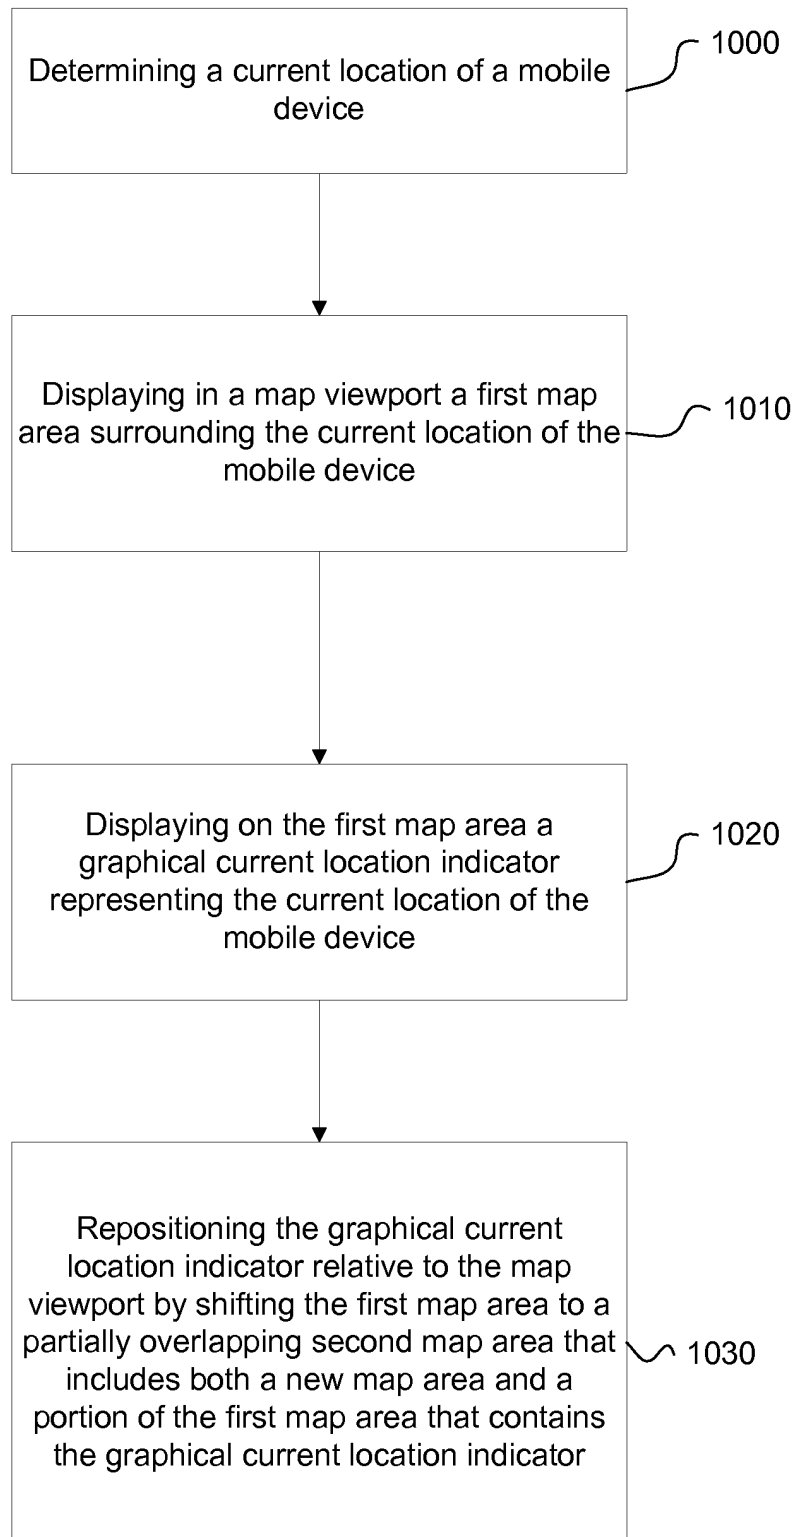 Determining a current location of a mobile
device
1000
Displaying in a map viewport a first map
area surrounding the current location of the
mobile device
1010
Displaying on the first map area a
graphical current location indicator
representing the current location of the
mobile device
1020
Repositioning the graphical current
location indicator relative to the map
viewport by shifting the first map area to a
partially overlapping second map area that
includes both a new map area and a
portion of the first map area that contains
the graphical current location indicator
1030